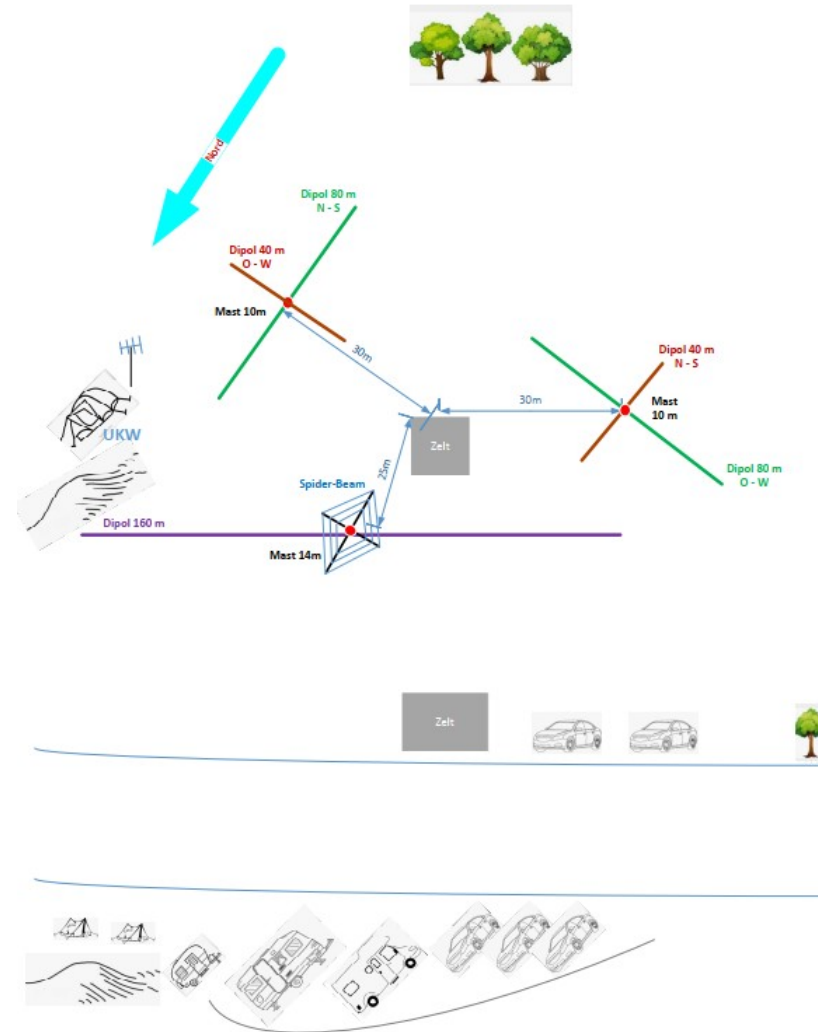 Nord
Dipol 80 m
N - S
Dipol 40 m
O - W
Mast 10m
30m
Dipol 40 m
N - S
30m
Mast
10 m
UKW
Zelt
25m
Dipol 80 m
O - W
Spider-Beam
Dipol 160 m
Mast 14m
Zelt